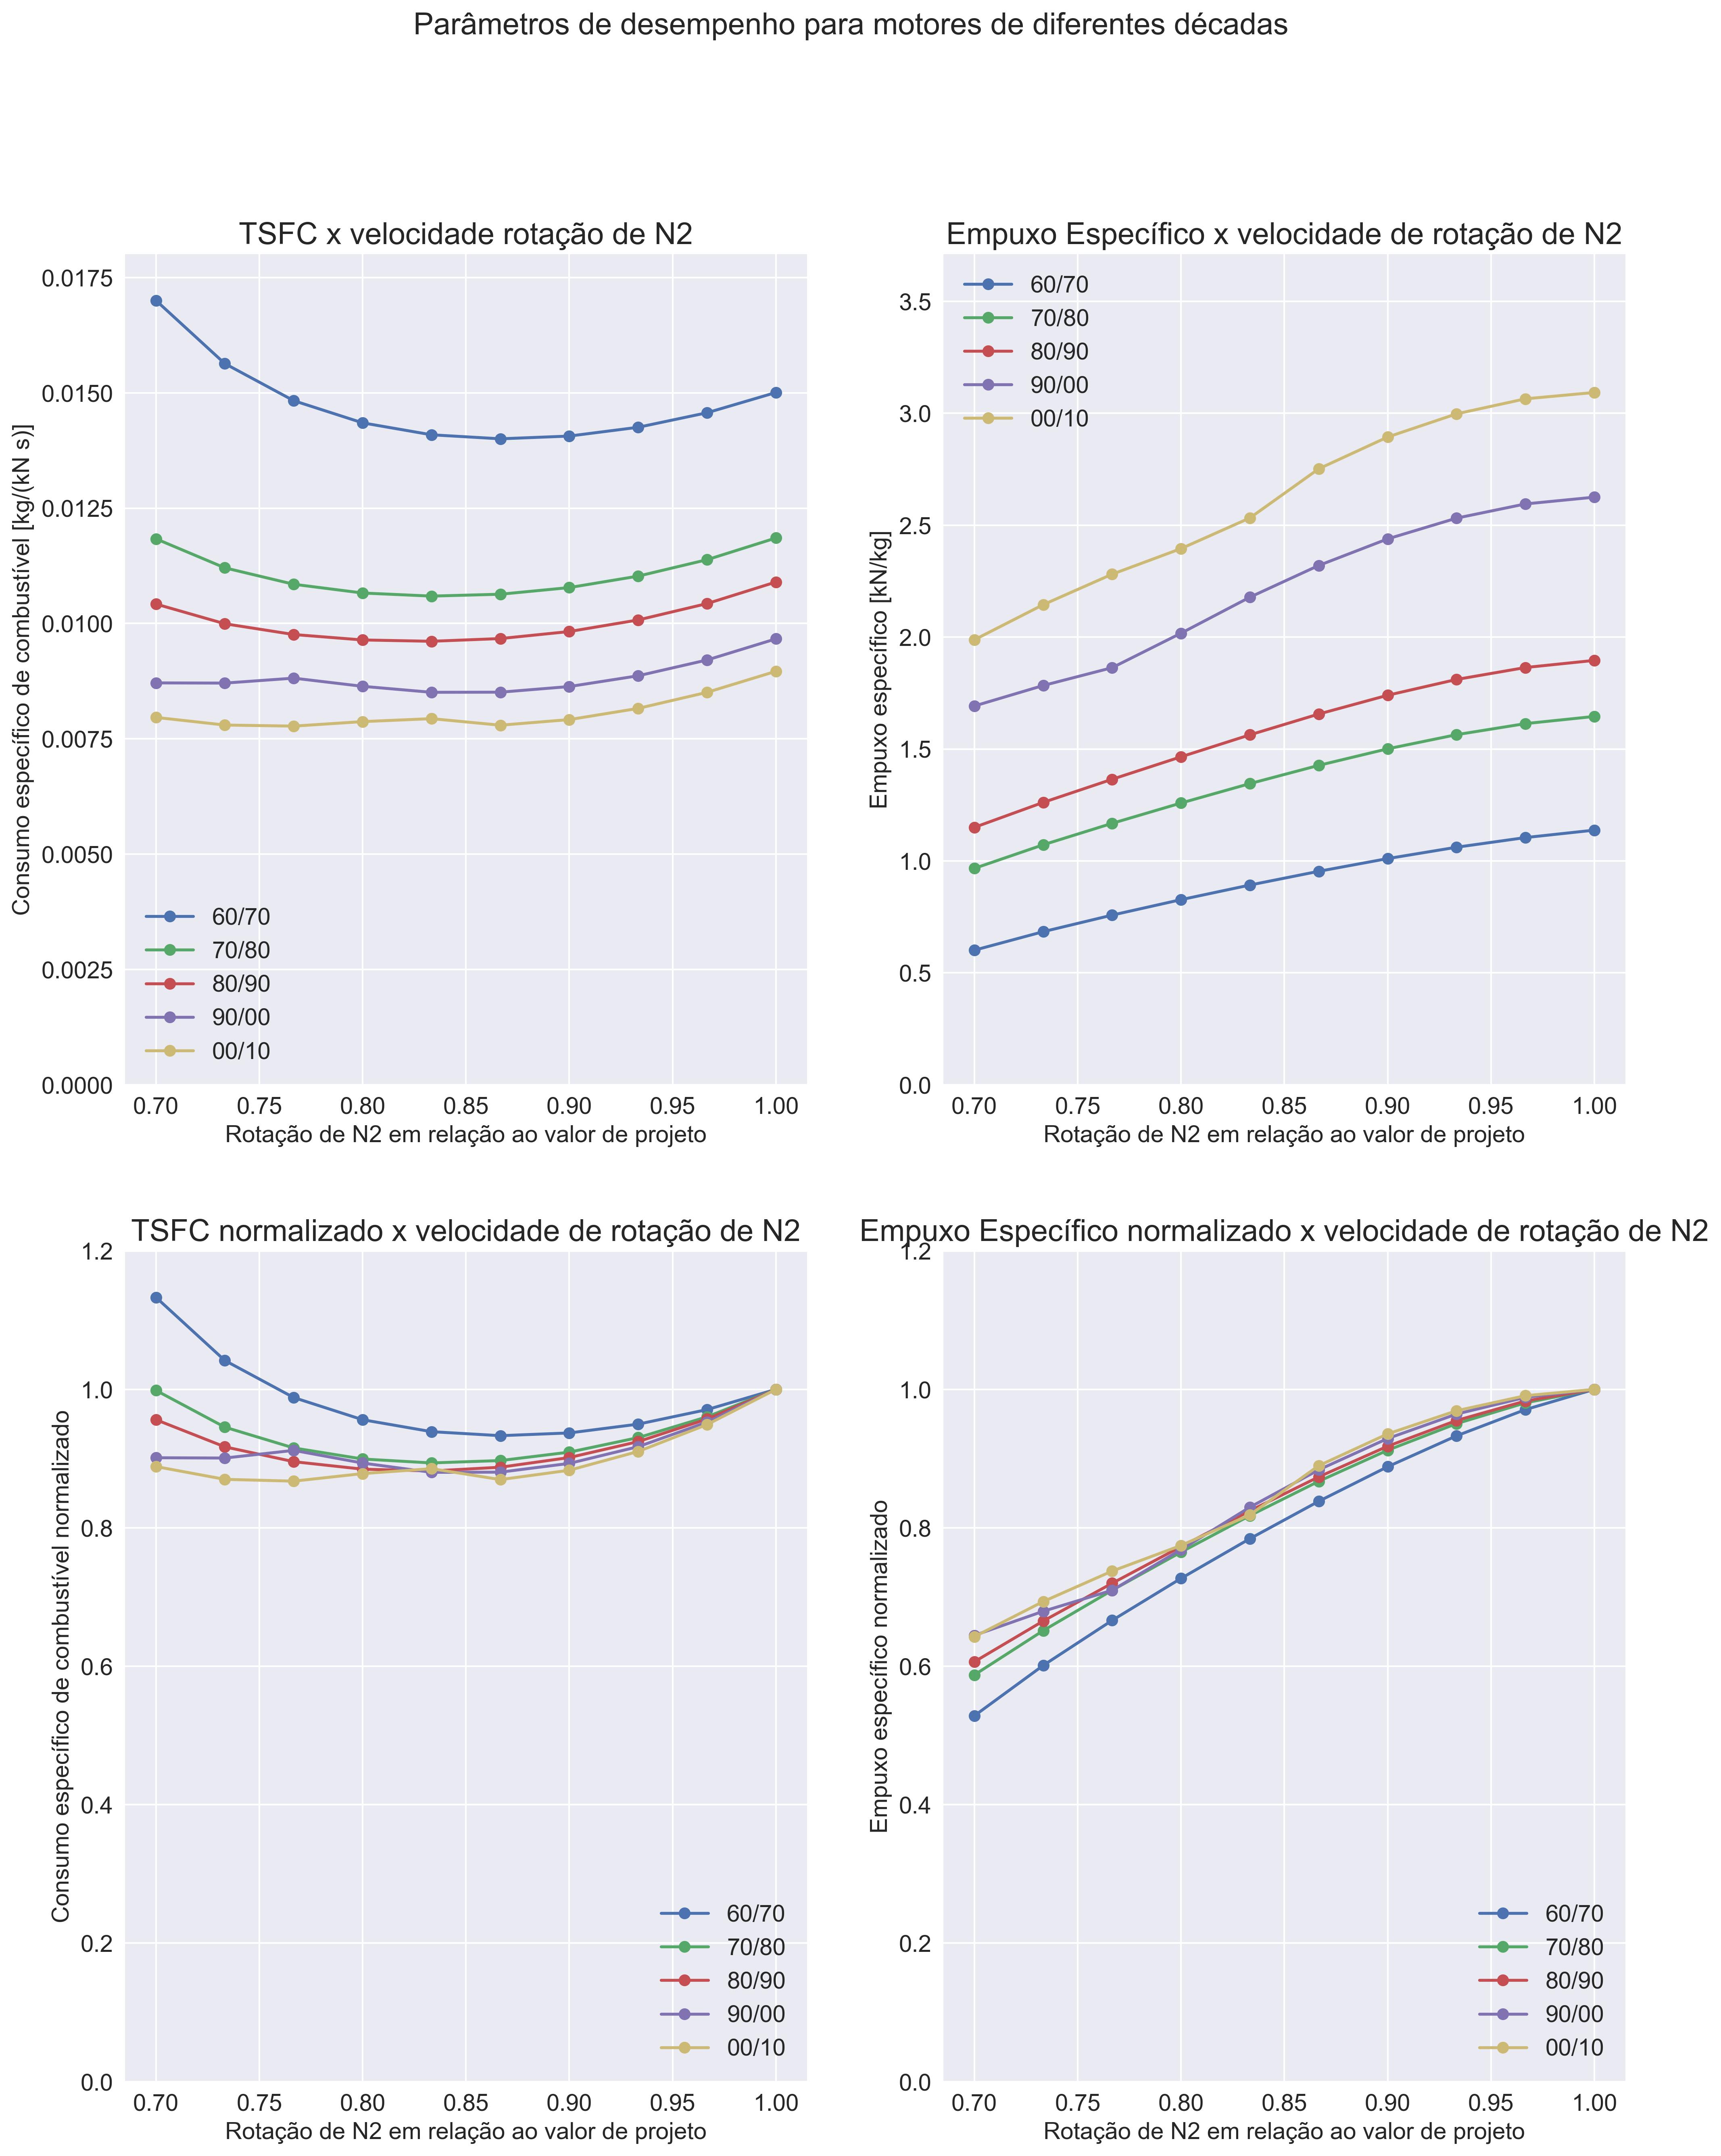 Parâmetros de desempenho para motores de diferentes décadas
TSFC x velocidade rotação de N2
Consumo específico de combustível [kg/(kN s)]
0.0175
0.0150
0.0125
0.0100
0.0075
0.0050
0.0025
0.0000
60/70
70/80
80/90
90/00
00/10
0.70 0.75 0.80 0.85 0.90 0.95 1.00
Rotação de N2 em relação ao valor de projeto
Empuxo Específico x velocidade de rotação de N2
Empuxo específico [kN/kg]
3.5
3.0
2.5
2.0
1.5
1.0
0.5
0.0
60/70
70/80
80/90
90/00
00/10
0.70 0.75 0.80 0.85 0.90 0.95 1.00
Rotação de N2 em relação ao valor de projeto
TSFC normalizado x velocidade de rotação de N2
Consumo específico de combustível normalizado
1.2
1.0
0.8
0.6
0.4
0.2
0.0
60/70
70/80
80/90
90/00
00/10
0.70 0.75 0.80 0.85 0.90 0.95 1.00
Rotação de N2 em relação ao valor de projeto
Empuxo Específico normalizado x velocidade de rotação de N2
Empuxo específico normalizado
1.2
1.0
0.8
0.6
0.4
0.2
0.0
60/70
70/80
80/90
90/00
00/10
0.70 0.75 0.80 0.85 0.90 0.95 1.00
Rotação de N2 em relação ao valor de projeto